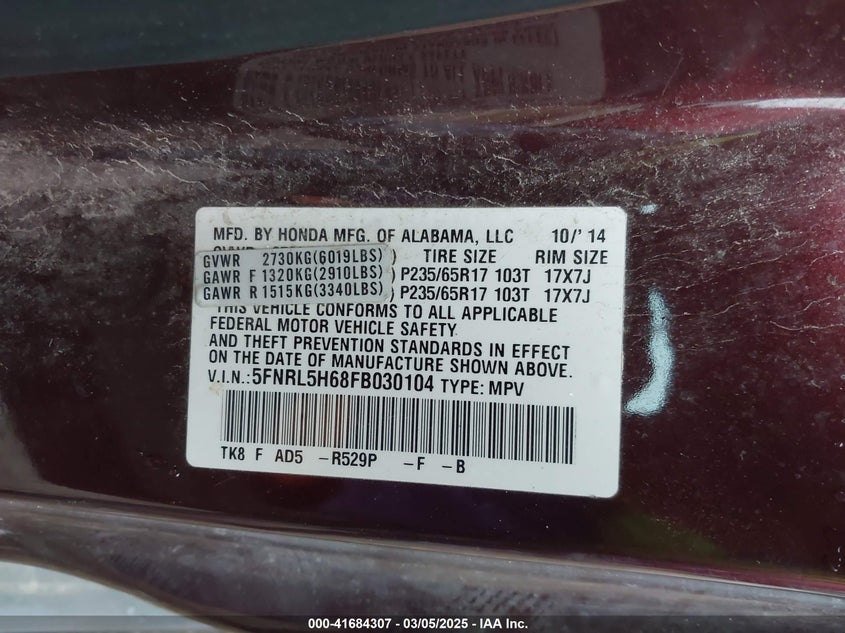 MFD. BY HONDA MFG. OF ALABAMA, LLC 10/' 14
TIRE SIZE RIM SIZE
GVWR 2730KG(6019LBS)
GAWR F 1320KG(2910LBS) P235/65R17 103T 17X7J
GAWR R 1515KG(3340LBS) P235/65R17 103T 17X7J
THIS VEHICLE CONFORMS TO ALL APPLICABLE
FEDERAL MOTOR VEHICLE SAFETY
AND THEFT PREVENTION STANDARDS IN EFFECT
ON THE DATE OF MANUFACTURE SHOWN ABOVE.
V.I.N.:5FNRL5H68FB030104 TYPE: MPV
TK8 F AD5 -R529P -F -B
000-41684307 - 03/05/2025 - IAA Inc.